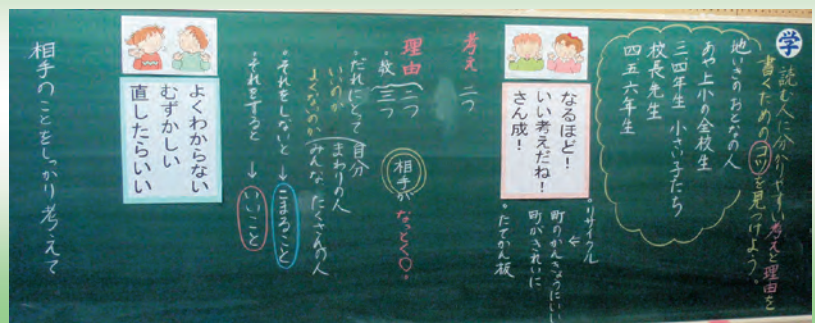 学
読む人に分かりやすい考えと理由を
書くためのコツを見つけよう。
地いきのおとなの人
あや上小の全校生
三四年生 小さい子たち
校長先生
四五六年生
なるほど!
いい考えだね!
さん成!
・リサイクル
町のかんきょうにいい
町がきれいに
・たてかん板
考え 二つ
理由
二つ
・数 三つ
相手がなっとく〇。
だれにとって
いいのか
よくなるのか
自分
まわりの人
みんな たくさんの人
・それをしないと → こまること
・それをすると → いいこと
よくわからない
むずかしい
直したらいい
相手のことをしっかり考えて